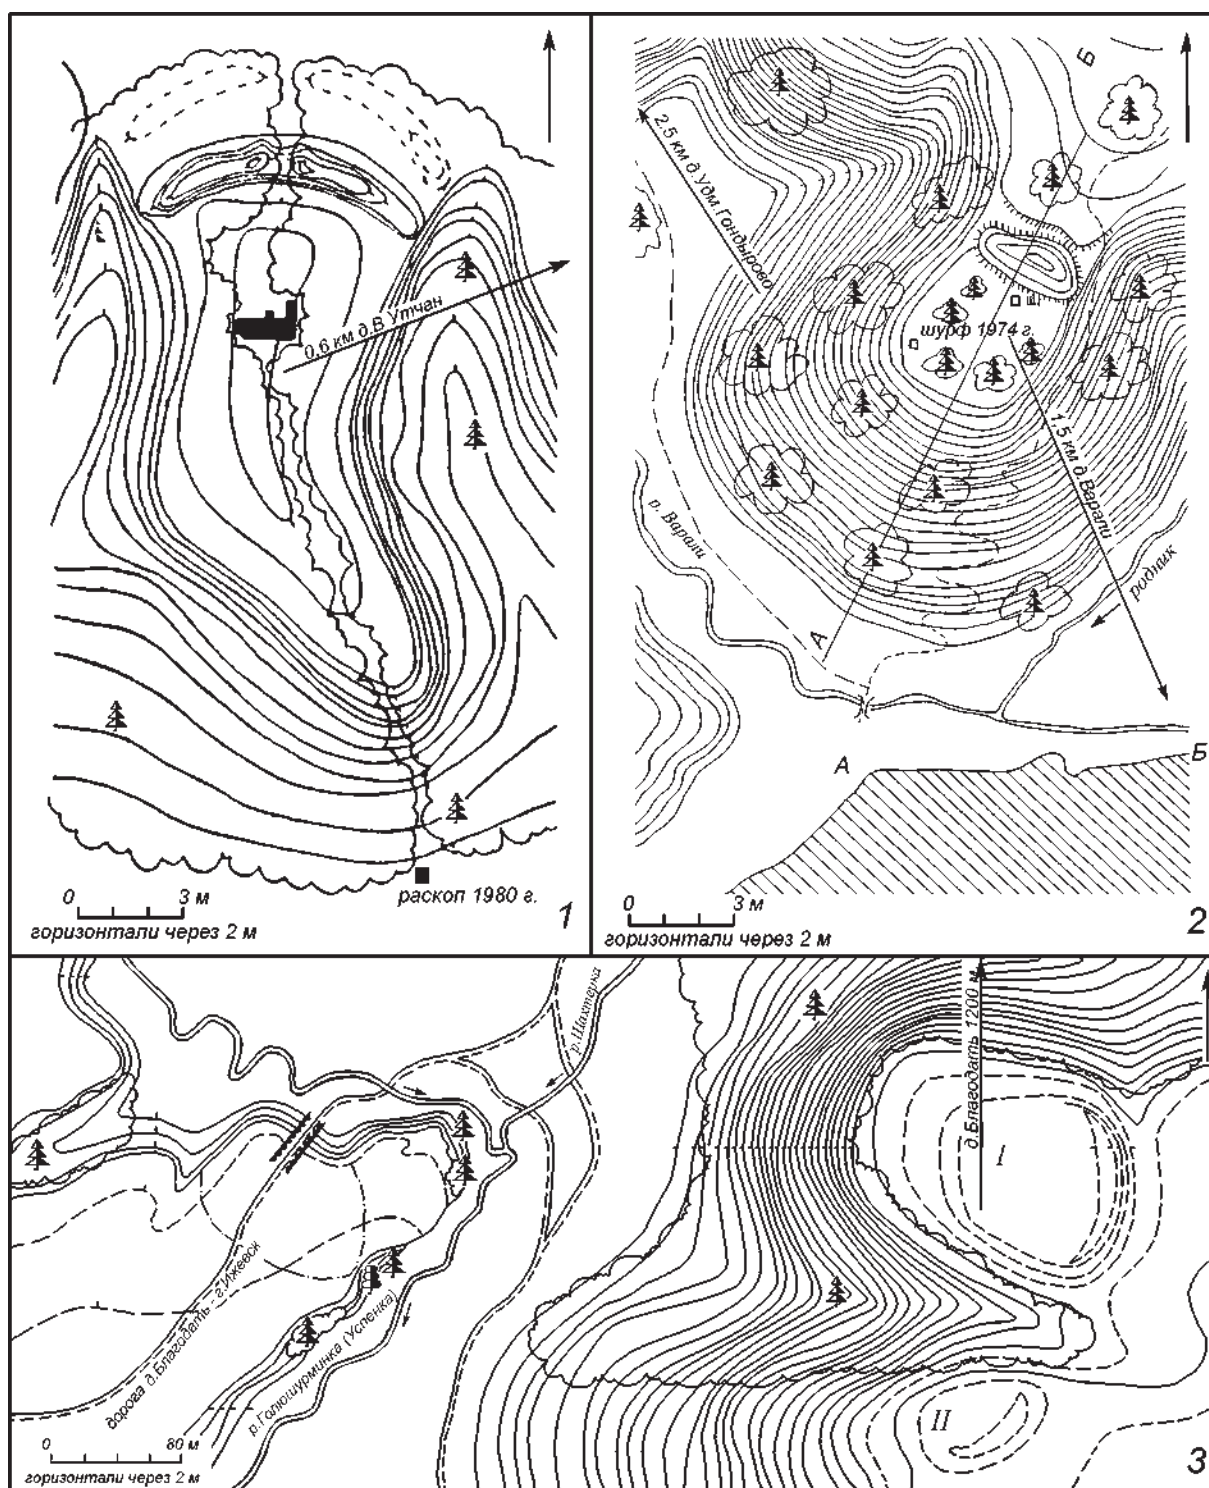 0,6 км д.В Утчан
0 3 м
горизонтали через 2 м
раскоп 1980 г.
1
Б
2,5 км д.Удм.Гондырово
шурф 1974 г.
1,5 км д.Варали
р. Варали
родник
А
А
Б
0 3 м
горизонтали через 2 м
2
р.Шахтерка
д.Благодать 1200 м
I
дорога д.Благодать - г.Ижевск
р.Голюшурминка (Успенка)
II
0 80 м
горизонтали через 2 м
3